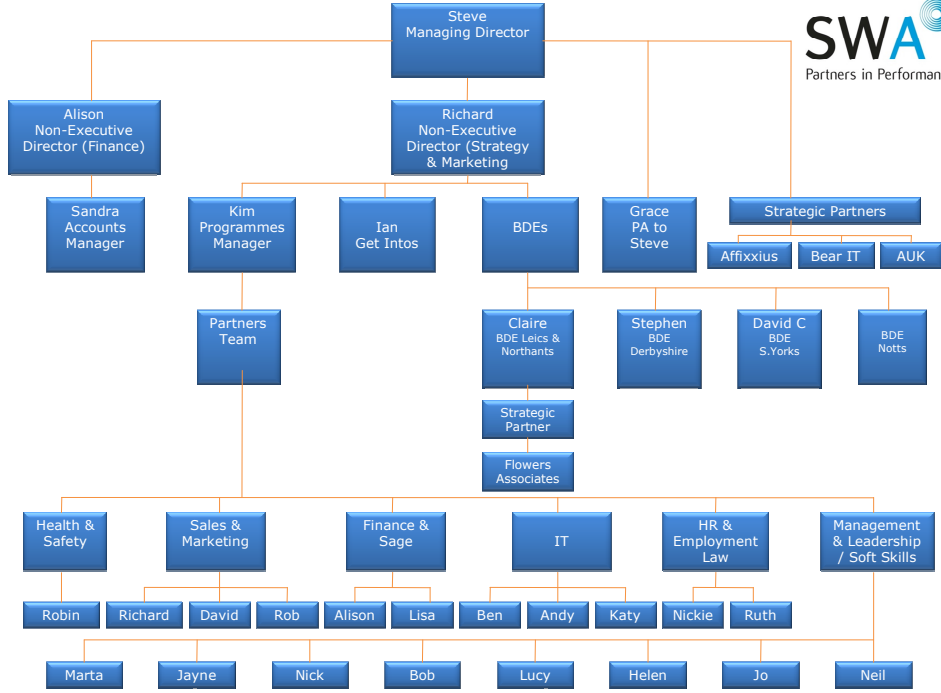 Steve
Managing Director
SWA
Partners in Performan
Alison
Non-Executive
Director (Finance)
Richard
Non-Executive
Director (Strategy
& Marketing
Sandra
Accounts
Manager
Kim
Programmes
Manager
Ian
Get Intos
BDEs
Grace
PA to
Steve
Strategic Partners
Affixxius
Bear IT
AUK
Partners
Team
Claire
BDE Leics &
Northants
Stephen
BDE
Derbyshire
David C
BDE
S.Yorks
BDE
Notts
Strategic
Partner
Flowers
Associates
Health &
Safety
Sales &
Marketing
Finance &
Sage
IT
HR &
Employment
Law
Management
& Leadership
/ Soft Skills
Robin
Richard
David
Rob
Alison
Lisa
Ben
Andy
Katy
Nickie
Ruth
Marta
Jayne
Nick
Bob
Lucy
Helen
Jo
Neil